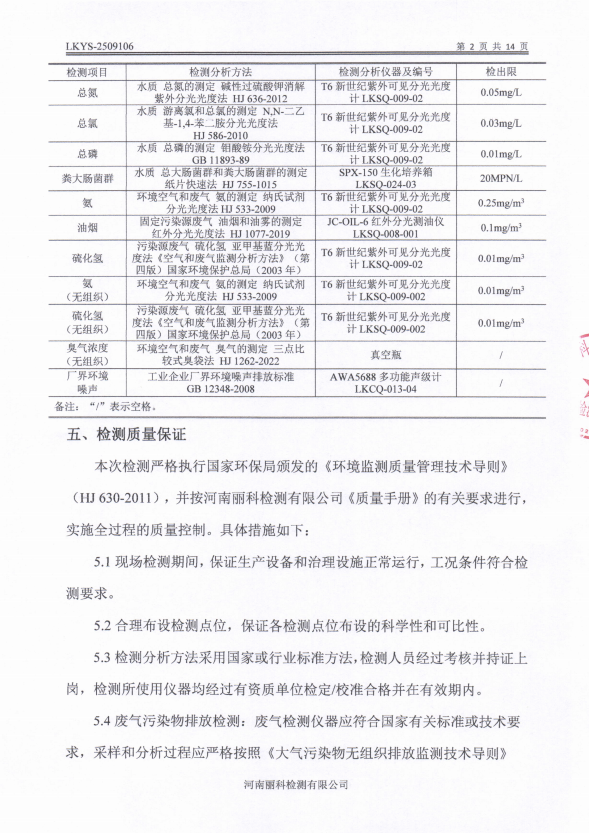 LKYS-2509106
第 2 页 共 14 页
检测项目 检测分析方法 检测分析仪器及编号 检出限
总氮 水质 总氮的测定 碱性过硫酸钾消解 紫外分光光度法 HJ 636-2012 T6 新世纪紫外可见分光光度计 LKSQ-009-02 0.05mg/L
总氯 水质 游离氯和总氯的测定 N,N-二乙基-1,4-苯二胺分光光度法 HJ 586-2010 T6 新世纪紫外可见分光光度计 LKSQ-009-02 0.03mg/L
总磷 水质 总磷的测定 钼酸铵分光光度法 GB 11893-89 T6 新世纪紫外可见分光光度计 LKSQ-009-02 0.01mg/L
粪大肠菌群 水质 总大肠菌群和粪大肠菌群的测定 纸片快速法 HJ 755-1015 SPX-150 生化培养箱 LKSQ-024-03 20MPN/L
氨 环境空气和废气 氨的测定 纳氏试剂分光光度法 HJ 533-2009 T6 新世纪紫外可见分光光度计 LKSQ-009-02 0.25mg/m³
油烟 固定污染源废气 油烟和油雾的测定 红外分光光度法 HJ 1077-2019 JC-OIL-6 红外分光测油仪 LKSQ-008-001 0.1mg/m³
硫化氢 污染源废气 硫化氢 亚甲基蓝分光光度法《空气和废气监测分析方法》（第四版）国家环境保护总局（2003 年） T6 新世纪紫外可见分光光度计 LKSQ-009-02 0.01mg/m³
氨（无组织） 环境空气和废气 氨的测定 纳氏试剂分光光度法 HJ 533-2009 T6 新世纪紫外可见分光光度计 LKSQ-009-002 0.01mg/m³
硫化氢（无组织） 污染源废气 硫化氢 亚甲基蓝分光光度法《空气和废气监测分析方法》（第四版）国家环境保护总局（2003 年） T6 新世纪紫外可见分光光度计 LKSQ-009-002 0.01mg/m³
臭气浓度（无组织） 环境空气和废气 臭气的测定 三点比较式臭袋法 HJ 1262-2022 真空瓶 /
厂界环境噪声 工业企业厂界环境噪声排放标准 GB 12348-2008 AWA5688 多功能声级计 LKCQ-013-04 /
备注：“/”表示空格。
五、检测质量保证
本次检测严格执行国家环保局颁发的《环境监测质量管理技术导则》
（HJ 630-2011），并按河南丽科检测有限公司《质量手册》的有关要求进行，
实施全过程的质量控制。具体措施如下：
5.1 现场检测期间，保证生产设备和治理设施正常运行，工况条件符合检
测要求。
5.2 合理布设检测点位，保证各检测点位布设的科学性和可比性。
5.3 检测分析方法采用国家或行业标准方法,检测人员经过考核并持证上
岗，检测所使用仪器均经过有资质单位检定/校准合格并在有效期内。
5.4 废气污染物排放检测：废气检测仪器应符合国家有关标准或技术要
求，采样和分析过程应严格按照《大气污染物无组织排放监测技术导则》
河南丽科检测有限公司